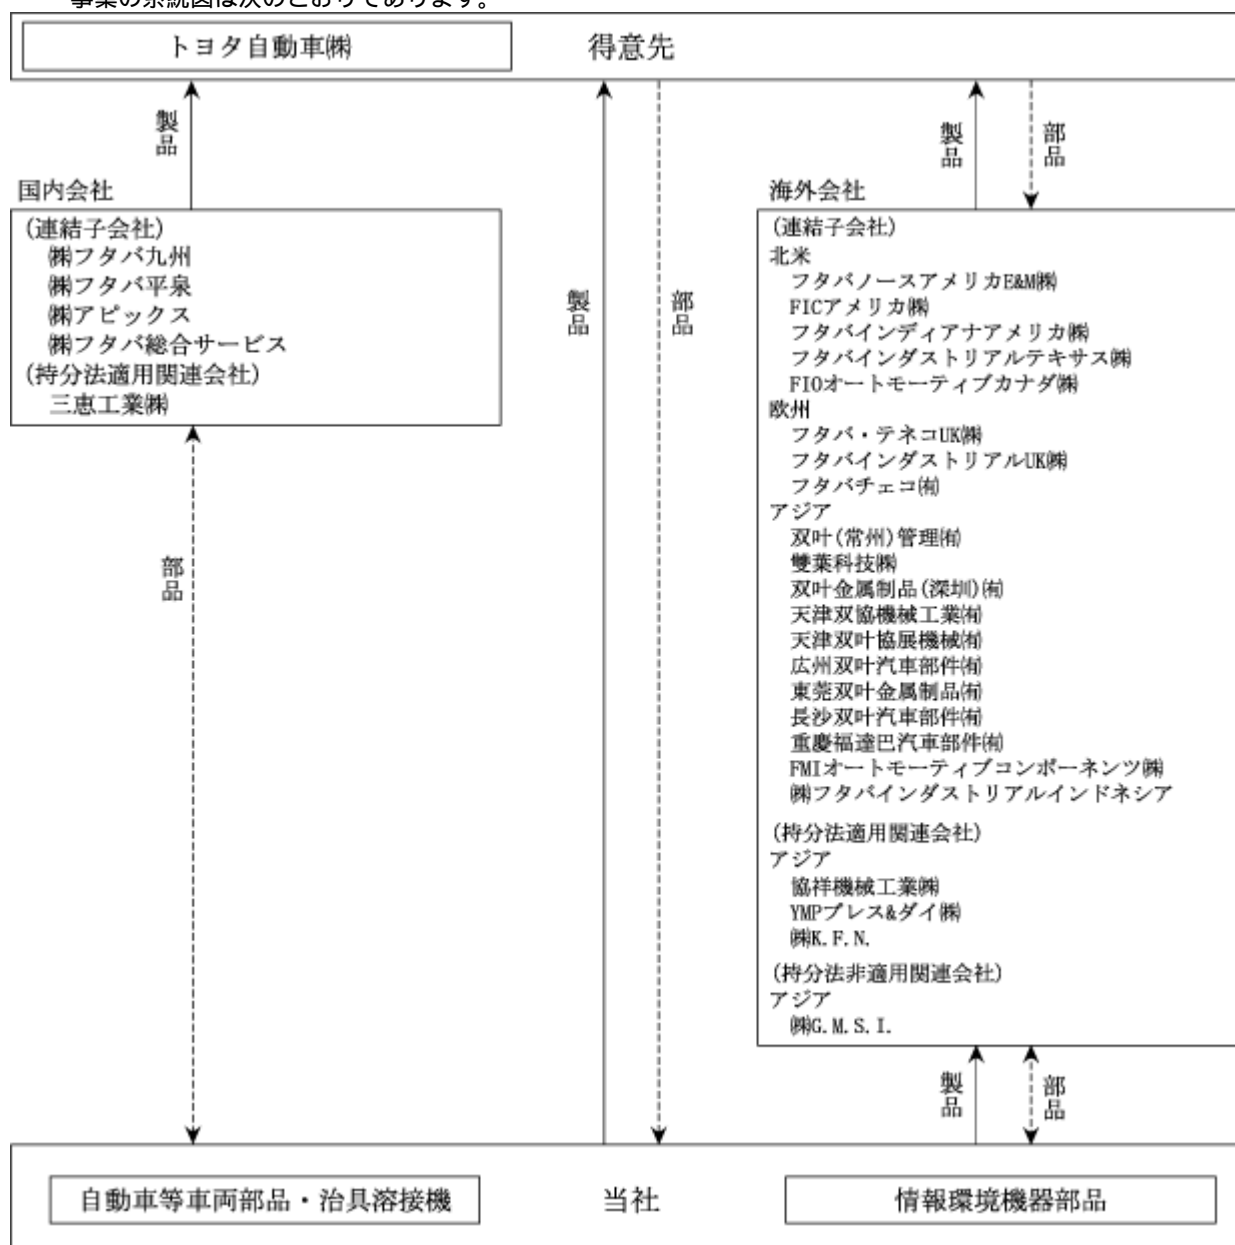 事業の系統図は次のとおりであります。
トヨタ自動車㈱
得意先
製品
製品
部品
製品
部品
国内会社
(連結子会社)
㈱フタバ九州
㈱フタバ平泉
㈱アピックス
㈱フタバ総合サービス
(持分法適用関連会社)
三恵工業㈱
部品
海外会社
(連結子会社)
北米
フタバノースアメリカE&M㈱
FICアメリカ㈱
フタバインディアナアメリカ㈱
フタバインダストリアルテキサス㈱
FIOオートモーティブカナダ㈱
欧州
フタバ・テネコUK㈱
フタバインダストリアルUK㈱
フタバチェコ㈲
アジア
双叶(常州)管理㈲
雙葉科技㈱
双叶金属制品(深圳)㈲
天津双協機械工業㈲
天津双叶協展機械㈲
広州双叶汽車部件㈲
東莞双叶金属制品㈲
長沙双叶汽車部件㈲
重慶福達巴汽車部件㈲
FMIオートモーティブコンポーネンツ㈱
㈱フタバインダストリアルインドネシア
(持分法適用関連会社)
アジア
協祥機械工業㈱
YMPプレス&ダイ㈱
㈱K.F.N.
(持分法非適用関連会社)
アジア
㈱G.M.S.I.
製品
部品
自動車等車両部品・治具溶接機
当社
情報環境機器部品